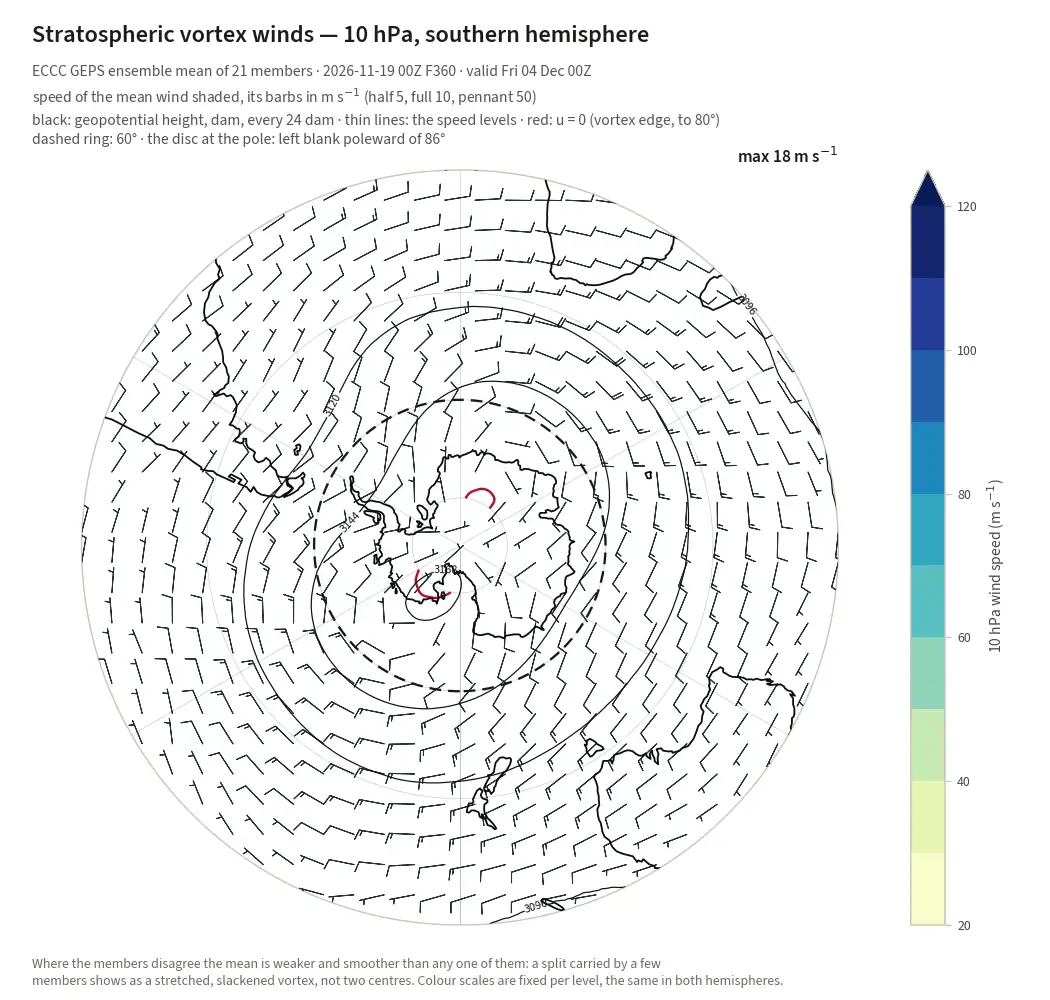 Stratospheric vortex winds — 10 hPa, southern hemisphere
ECCC GEPS ensemble mean of 21 members · 2026-11-19 00Z F360 · valid Fri 04 Dec 00Z
speed of the mean wind shaded, its barbs in m s⁻¹ (half 5, full 10, pennant 50)
black: geopotential height, dam, every 24 dam · thin lines: the speed levels · red: u = 0 (vortex edge, to 80°)
dashed ring: 60° · the disc at the pole: left blank poleward of 86°
max 18 m s⁻¹
120
100
80
60
40
20
10 hPa wind speed (m s⁻¹)
3096
3120
3144
3168
3096
Where the members disagree the mean is weaker and smoother than any one of them: a split carried by a few
members shows as a stretched, slackened vortex, not two centres. Colour scales are fixed per level, the same in both hemispheres.